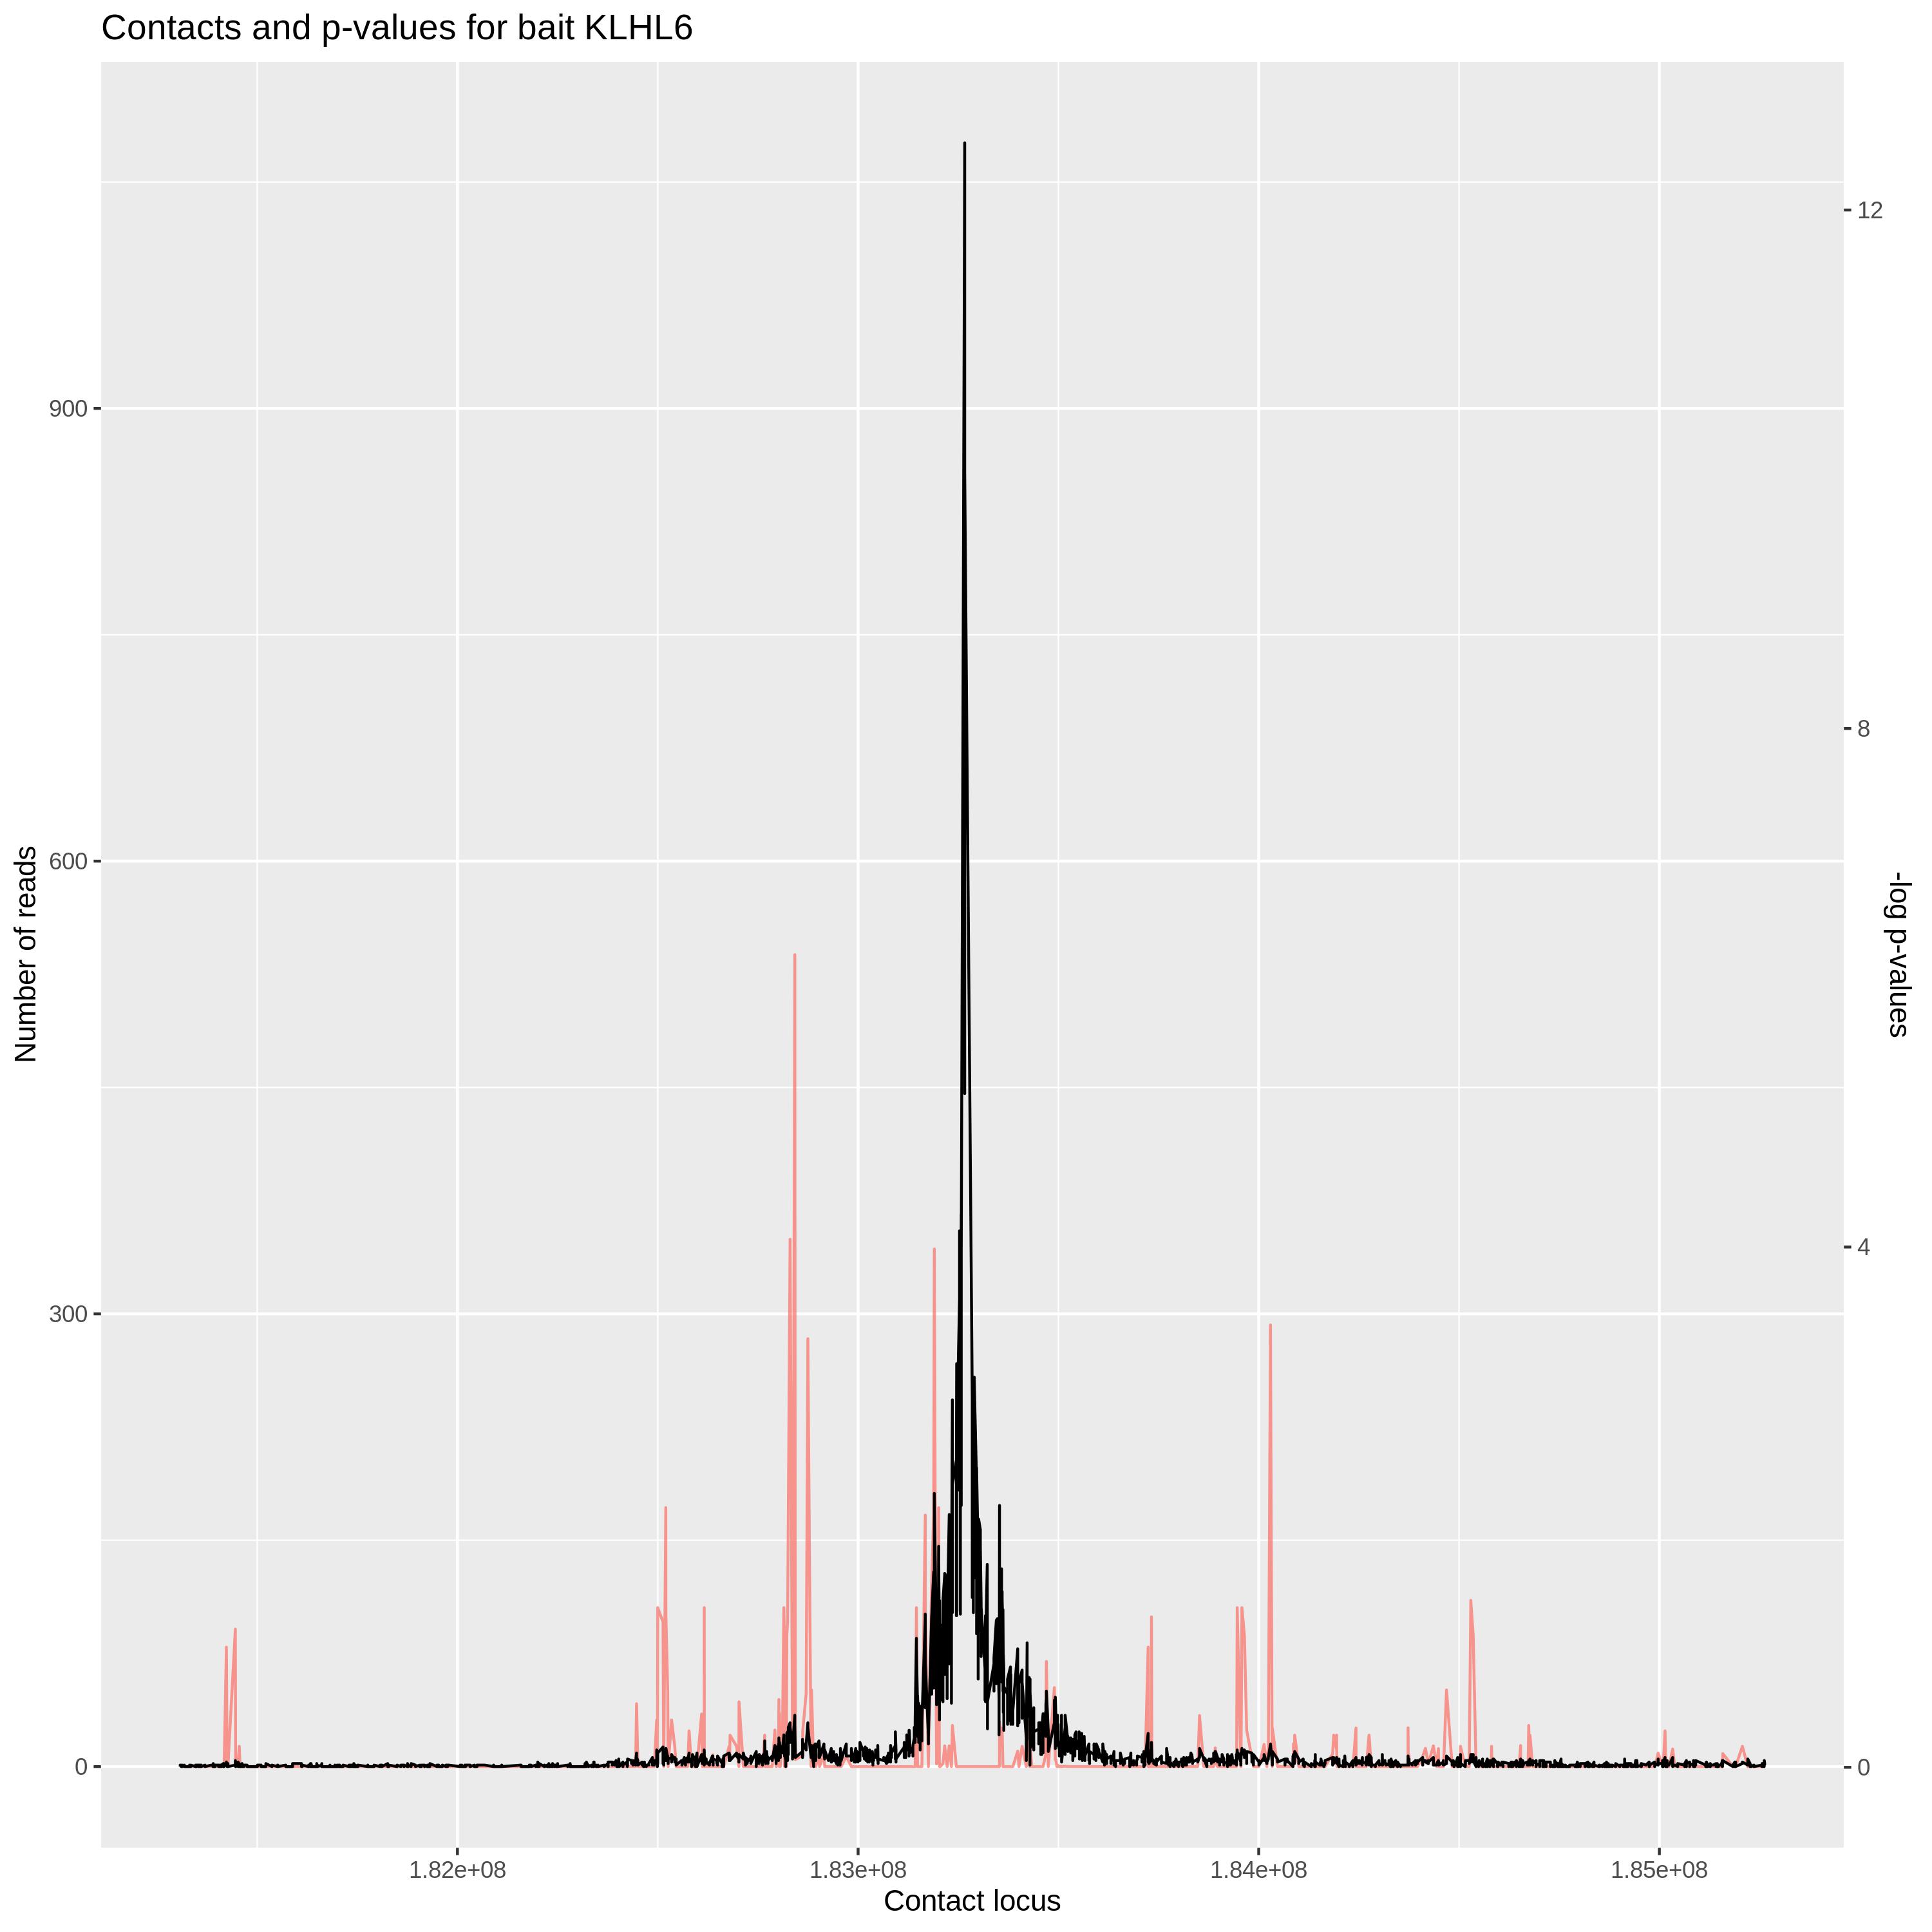 Contacts and p-values for bait KLHL6
Number of reads
900
600
300
0
12
8
4
0
-log p-values
1.82e+08
1.83e+08
1.84e+08
1.85e+08
Contact locus